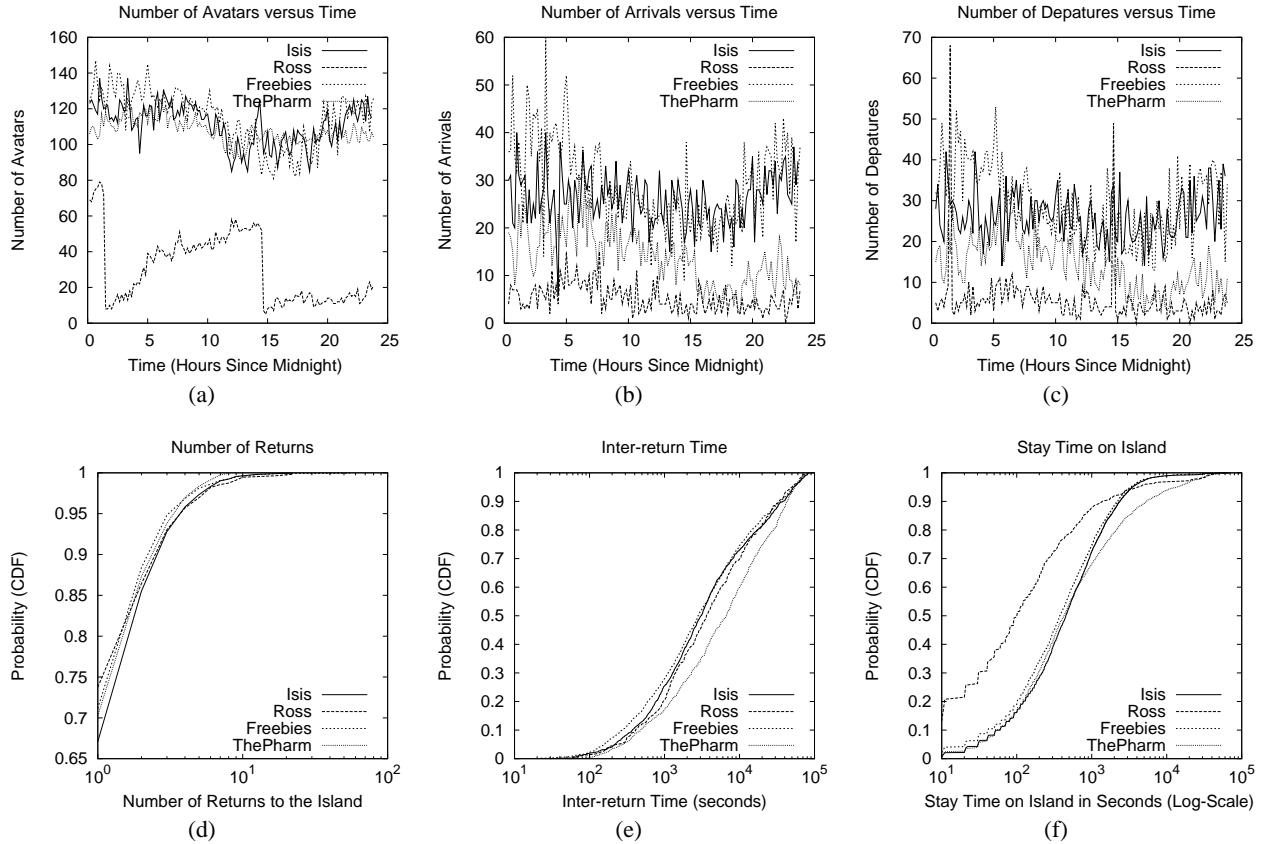 Number of Avatars versus Time
160
140
120
100
80
60
40
20
0
0 5 10 15 20 25
Number of Avatars
Time (Hours Since Midnight)
Isis
Ross
Freebies
ThePharm
(a)
Number of Arrivals versus Time
60
50
40
30
20
10
0
0 5 10 15 20 25
Number of Arrivals
Time (Hours Since Midnight)
Isis
Ross
Freebies
ThePharm
(b)
Number of Depatures versus Time
70
60
50
40
30
20
10
0
0 5 10 15 20 25
Number of Depatures
Time (Hours Since Midnight)
Isis
Ross
Freebies
ThePharm
(c)
Number of Returns
1
0.95
0.9
0.85
0.8
0.75
0.7
0.65
10^0 10^1 10^2
Probability (CDF)
Number of Returns to the Island
Isis
Ross
Freebies
ThePharm
(d)
Inter-return Time
1
0.9
0.8
0.7
0.6
0.5
0.4
0.3
0.2
0.1
0
10^1 10^2 10^3 10^4 10^5
Probability (CDF)
Inter-return Time (seconds)
Isis
Ross
Freebies
ThePharm
(e)
Stay Time on Island
1
0.9
0.8
0.7
0.6
0.5
0.4
0.3
0.2
0.1
0
10^1 10^2 10^3 10^4 10^5
Probability (CDF)
Stay Time on Island in Seconds (Log-Scale)
Isis
Ross
Freebies
ThePharm
(f)